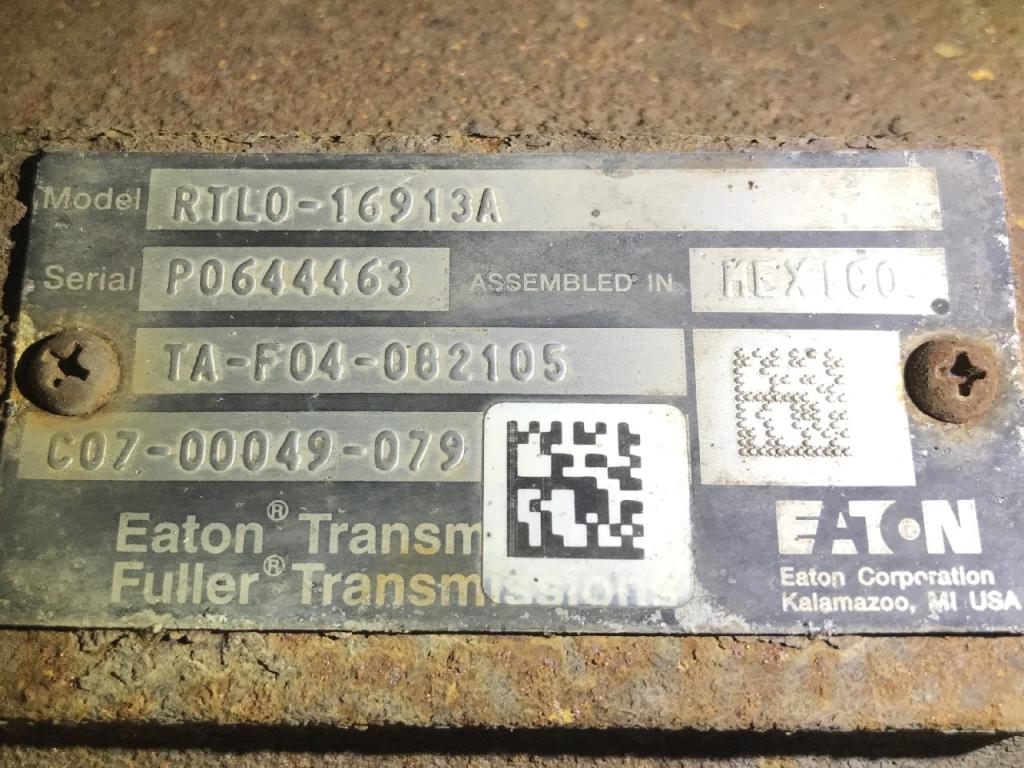 Model RTLO-16913A
Serial P0644463 ASSEMBLED IN MEXICO
TA-F04-082105
C07-00049-079
Eaton® Transm
Fuller® Transmissions
EATON
Eaton Corporation
Kalamazoo, MI USA